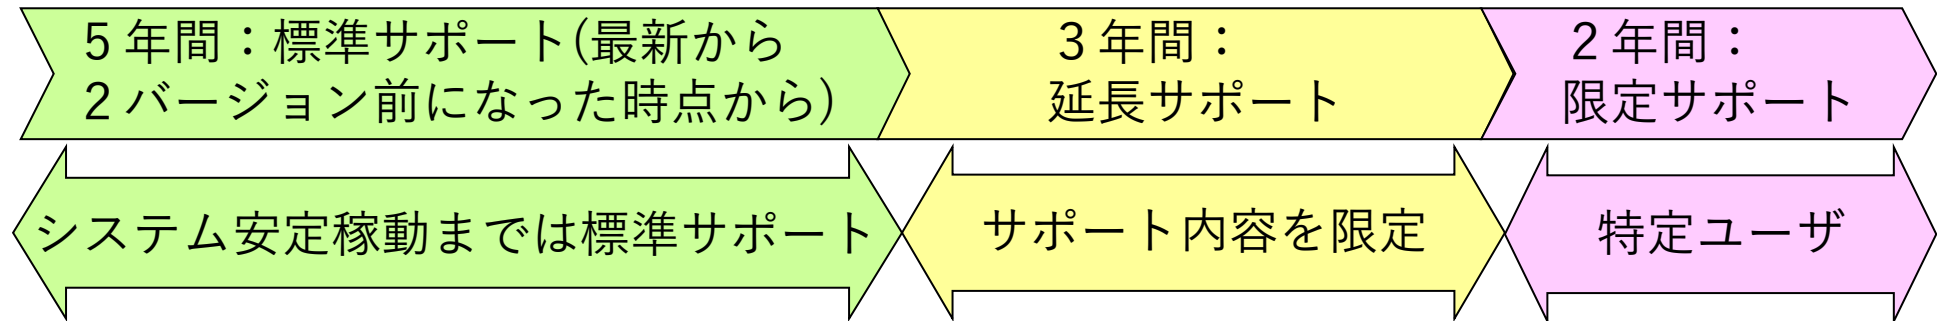 ５年間：標準サポート(最新から
２バージョン前になった時点から)
３年間：
延長サポート
２年間：
限定サポート
システム安定稼動までは標準サポート
サポート内容を限定
特定ユーザ